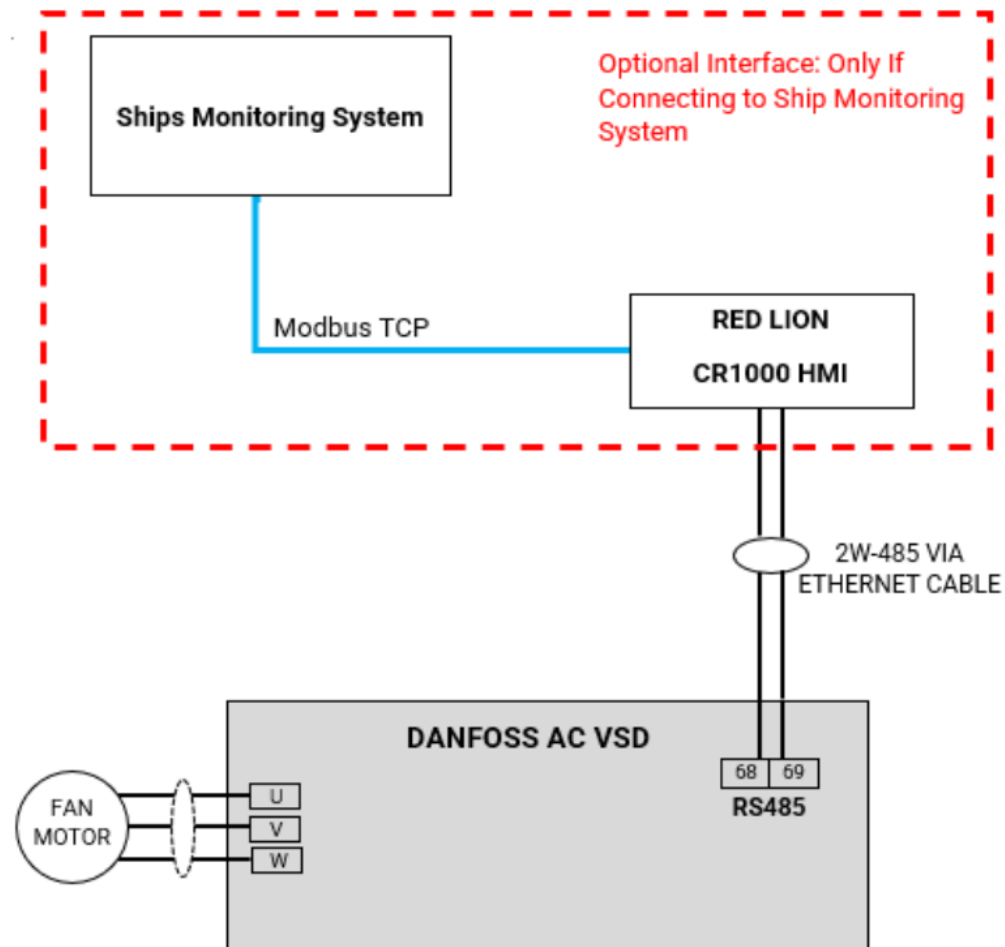 Ships Monitoring System
Optional Interface: Only If
Connecting to Ship Monitoring
System
Modbus TCP
RED LION
CR1000 HMI
2W-485 VIA
ETHERNET CABLE
DANFOSS AC VSD
68 69
RS485
FAN
MOTOR
U
V
W